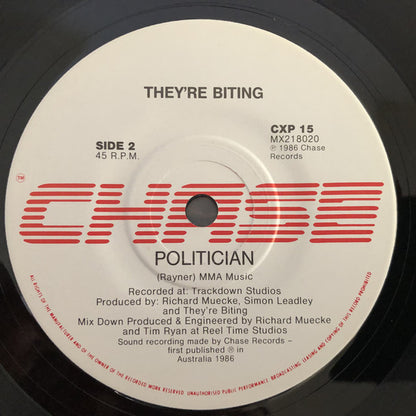 THEY'RE BITING
SIDE 2
45 R.P.M.
CXP 15
MX218020
℗ 1986 Chase
Records
TM
CHASE
POLITICIAN
(Rayner) MMA Music
Recorded at: Trackdown Studios
Produced by: Richard Muecke, Simon Leadley
and They're Biting
Mix Down Produced & Engineered by Richard Muecke
and Tim Ryan at Reel Time Studios
Sound recording made by Chase Records –
first published ℗ in
Australia 1986
ALL RIGHTS OF THE MANUFACTURER AND OF THE OWNER OF THE RECORDED WORK RESERVED. UNAUTHORISED PUBLIC PERFORMANCE, BROADCASTING, LEASING AND COPYING OF THIS RECORD PROHIBITED